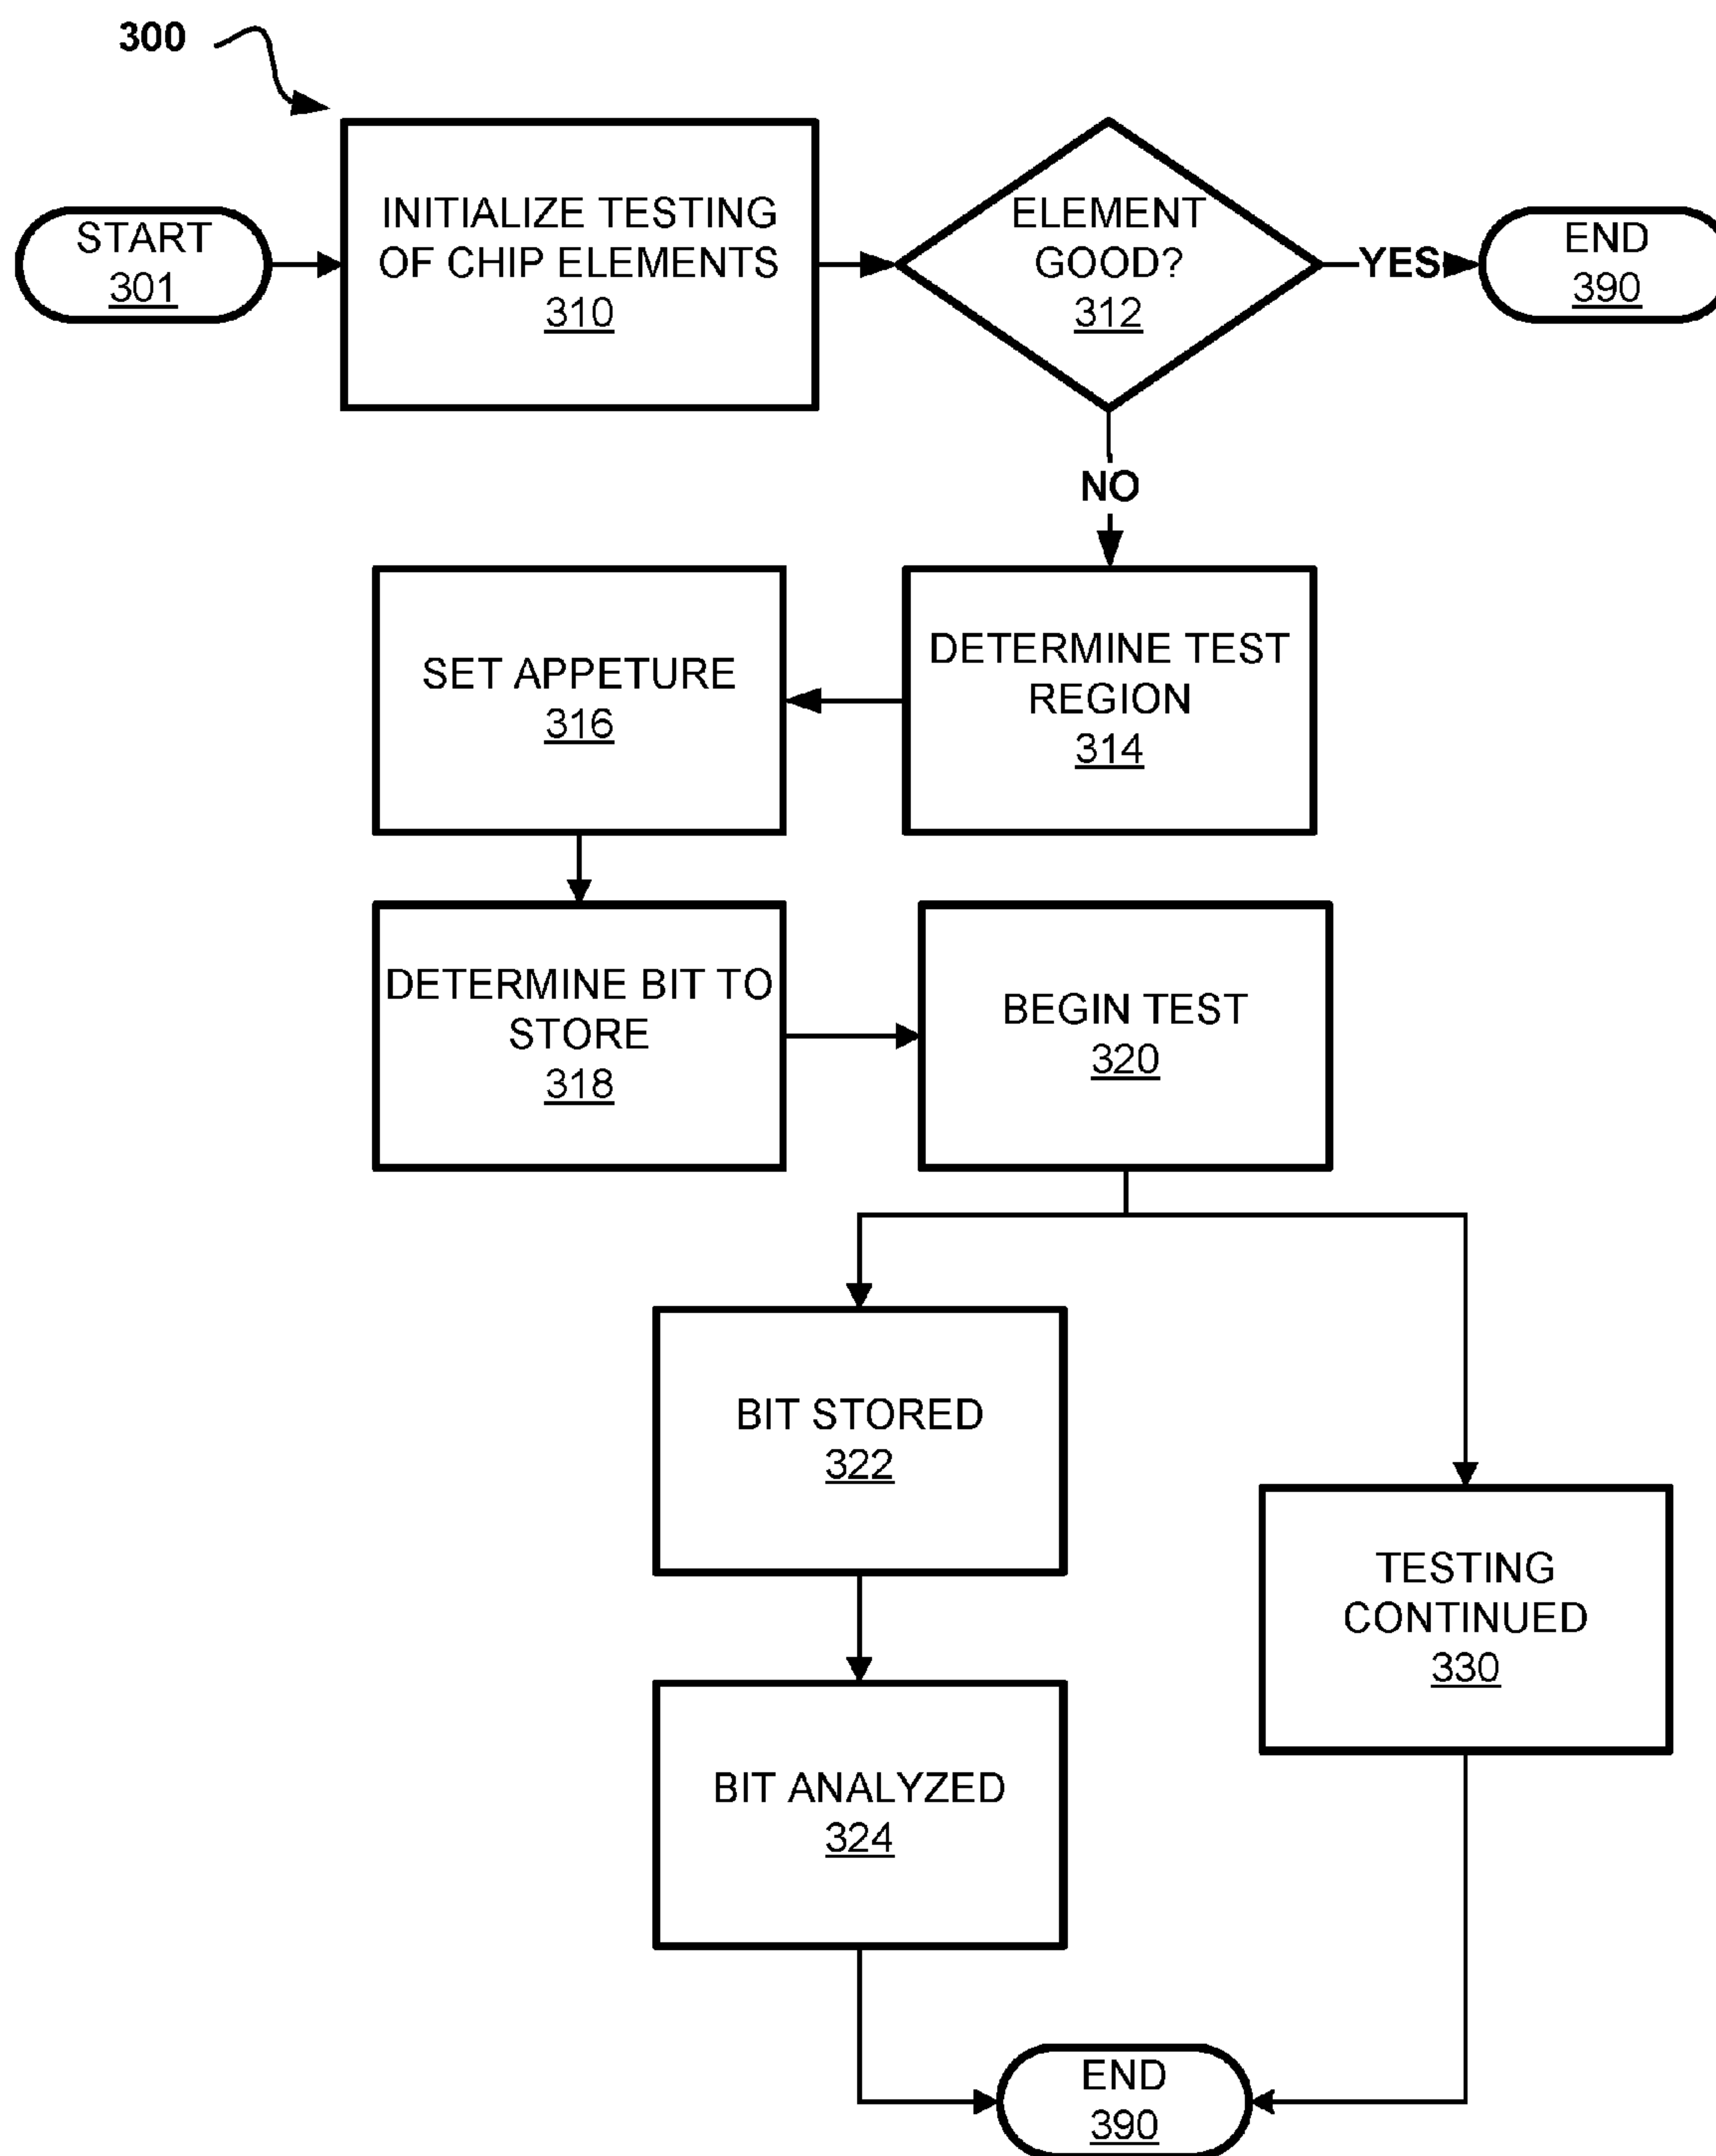 300
START
301
INITIALIZE TESTING
OF CHIP ELEMENTS
310
ELEMENT
GOOD?
312
YES
END
390
NO
DETERMINE TEST
REGION
314
SET APPETURE
316
DETERMINE BIT TO
STORE
318
BEGIN TEST
320
BIT STORED
322
TESTING
CONTINUED
330
BIT ANALYZED
324
END
390